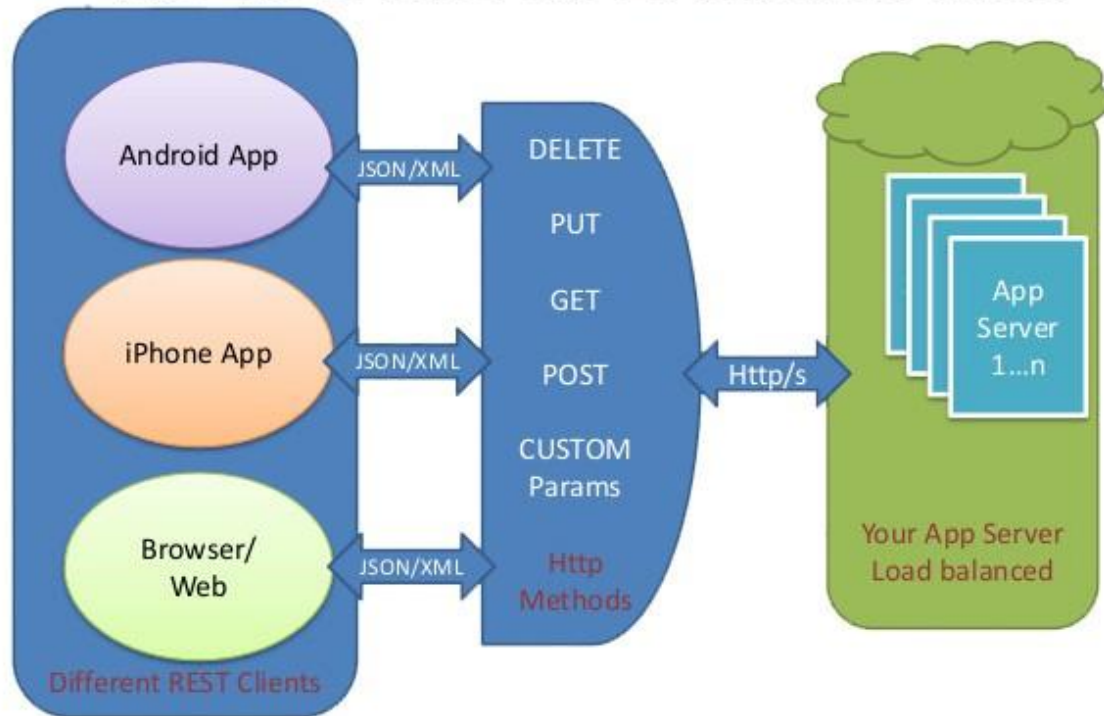 Android App
JSON/XML
iPhone App
JSON/XML
Browser/
Web
JSON/XML
Different REST Clients
DELETE
PUT
GET
POST
CUSTOM
Params
Http
Methods
Http/s
App
Server
1...n
Your App Server
Load balanced